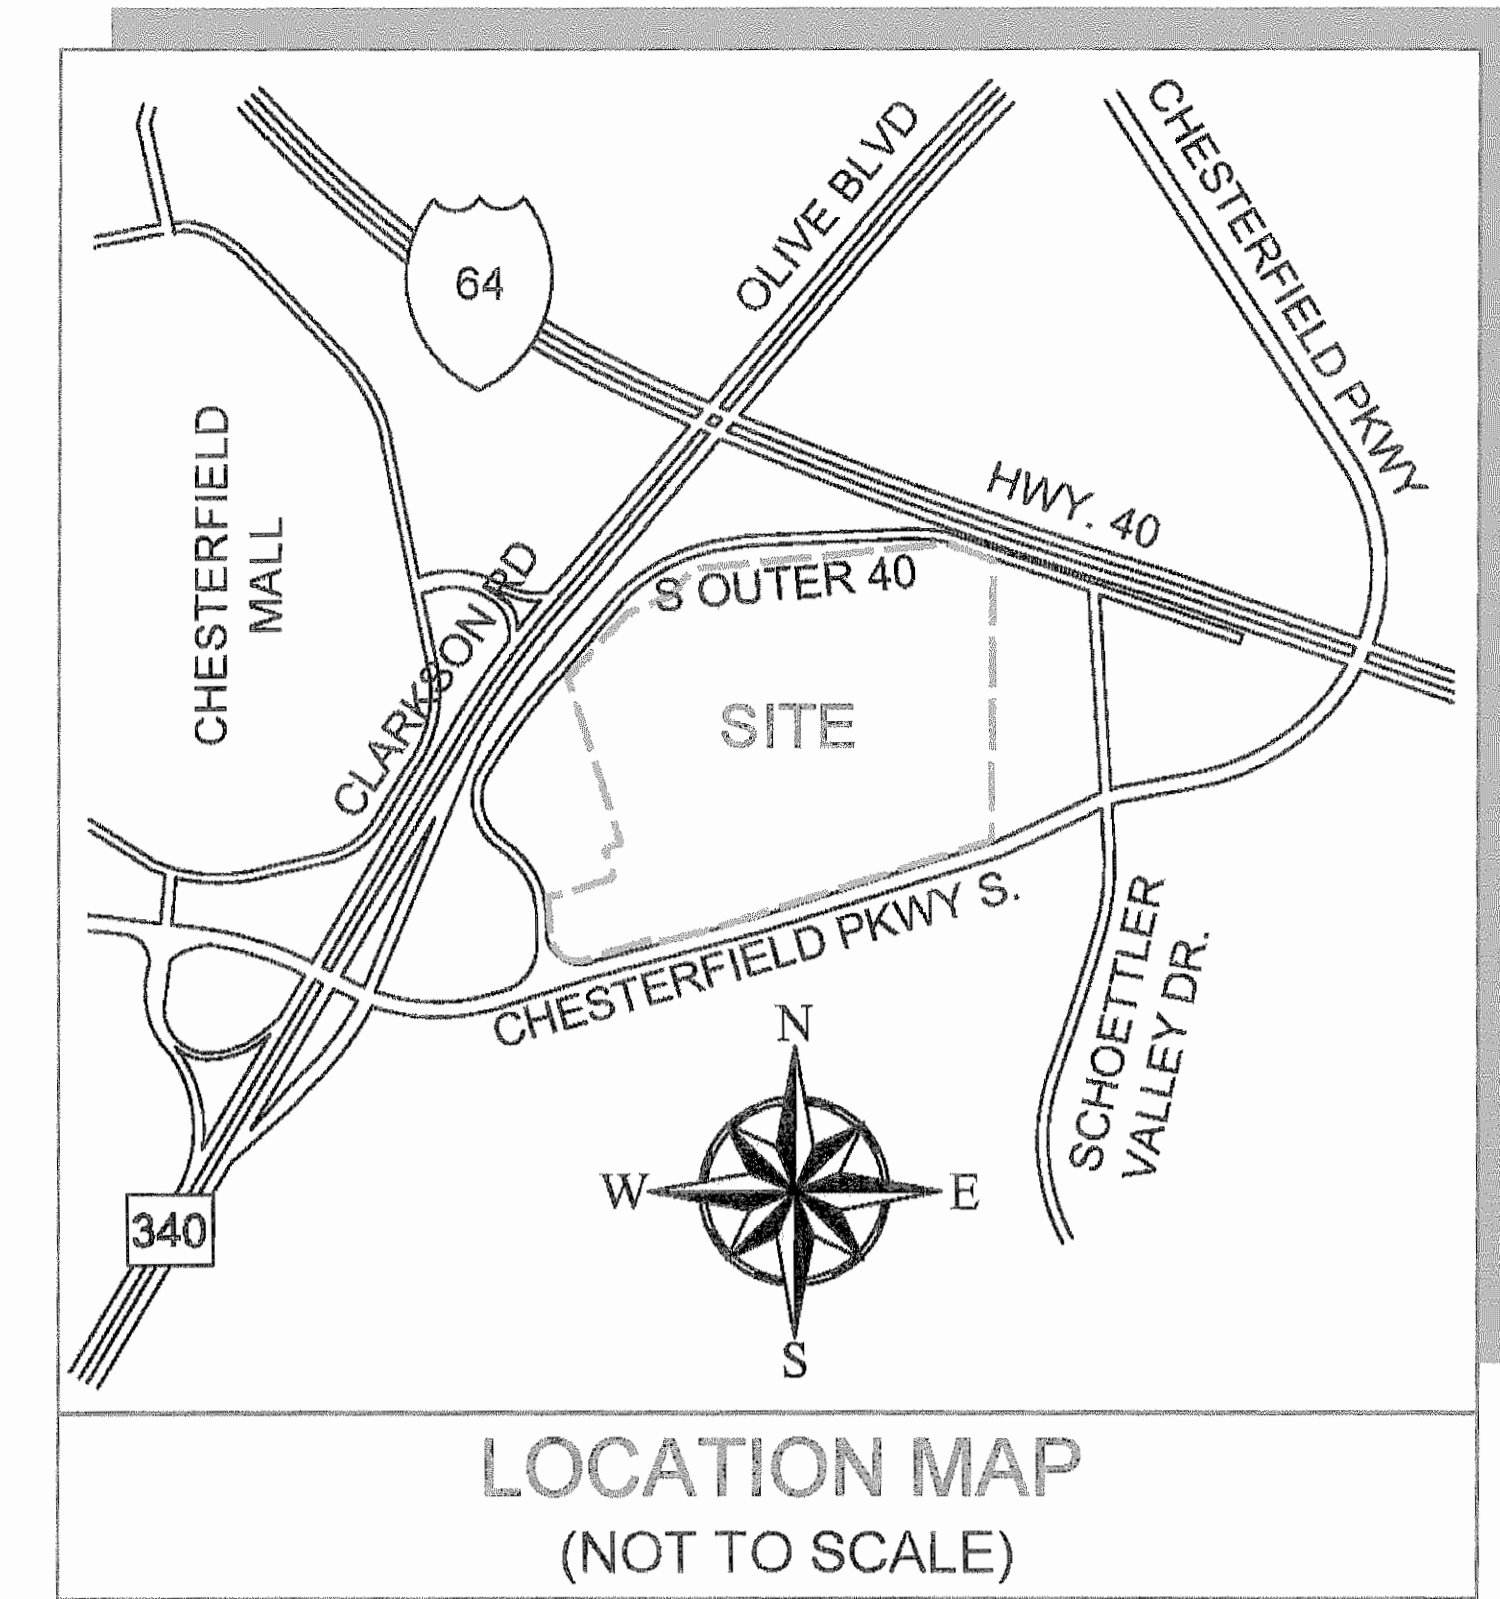 CHESTERFIELD PKWY
OLIVE BLVD
64
CHESTERFIELD
MALL
HWY. 40
CLARKSON RD
S OUTER 40
SITE
CHESTERFIELD PKWY S.
SCHOETTLER
VALLEY DR.
N
W
E
S
340
LOCATION MAP
(NOT TO SCALE)